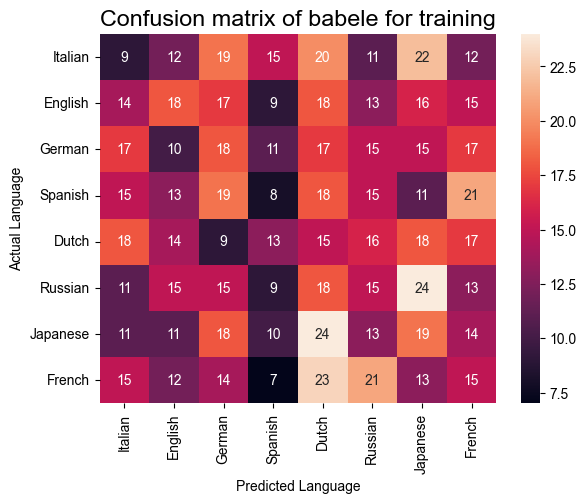 Confusion matrix of babele for training
Italian 9 12 19 15 20 11 22 12
English 14 18 17 9 18 13 16 15
German 17 10 18 11 17 15 15 17
Spanish 15 13 19 8 18 15 11 21
Dutch 18 14 9 13 15 16 18 17
Russian 11 15 15 9 18 15 24 13
Japanese 11 11 18 10 24 13 19 14
French 15 12 14 7 23 21 13 15
Italian English German Spanish Dutch Russian Japanese French
Predicted Language
Actual Language
22.5
20.0
17.5
15.0
12.5
10.0
7.5